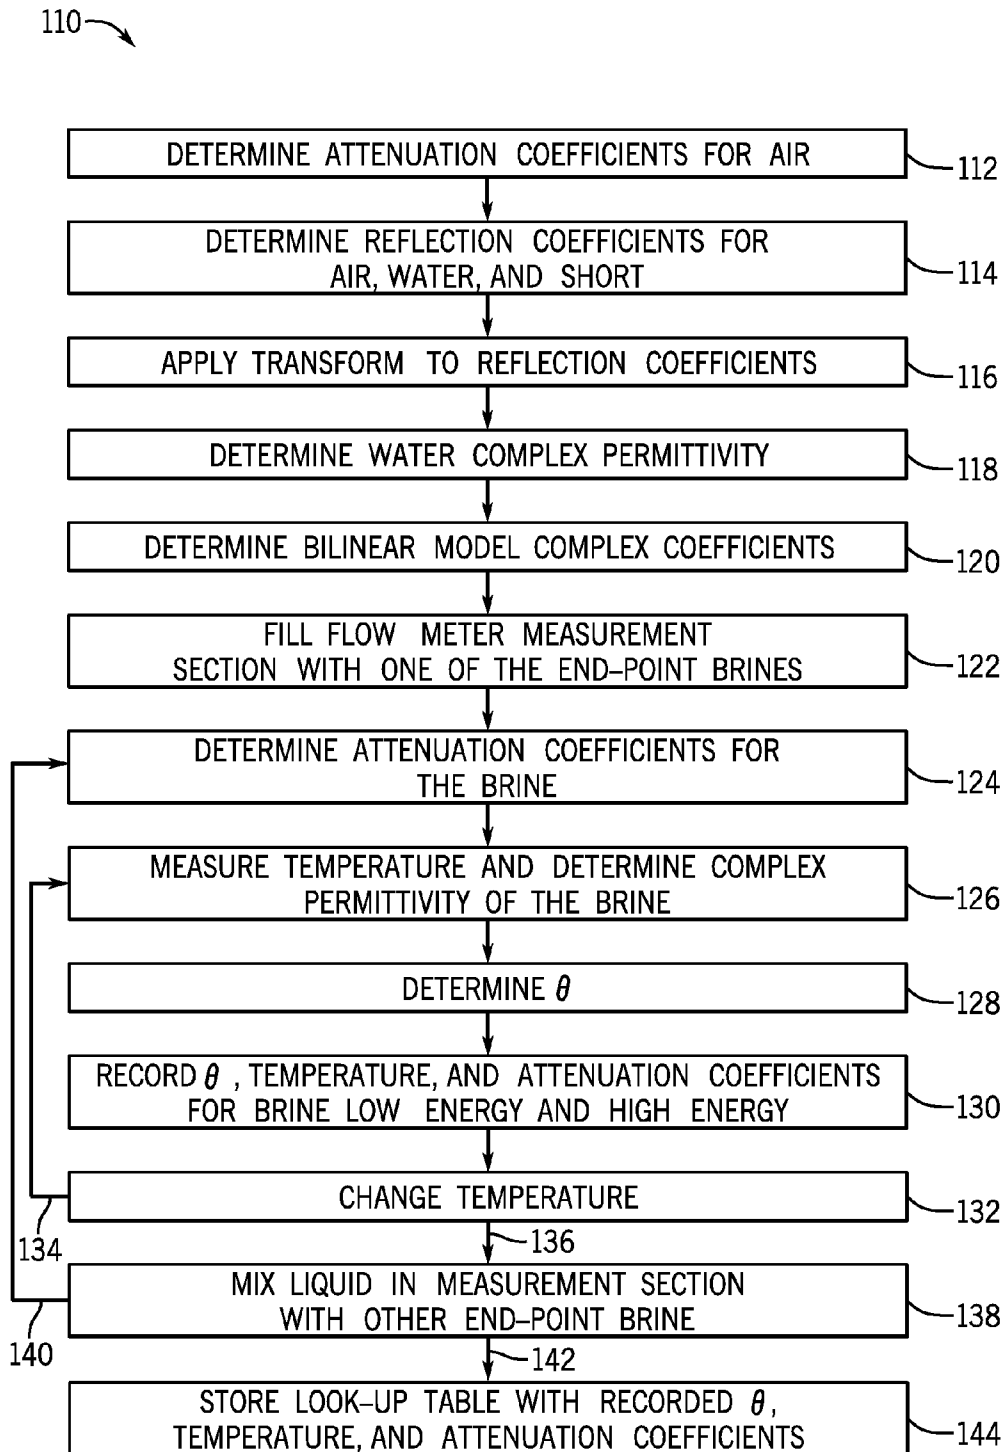 110
DETERMINE ATTENUATION COEFFICIENTS FOR AIR
112
DETERMINE REFLECTION COEFFICIENTS FOR
AIR, WATER, AND SHORT
114
APPLY TRANSFORM TO REFLECTION COEFFICIENTS
116
DETERMINE WATER COMPLEX PERMITTIVITY
118
DETERMINE BILINEAR MODEL COMPLEX COEFFICIENTS
120
FILL FLOW METER MEASUREMENT
SECTION WITH ONE OF THE END-POINT BRINES
122
DETERMINE ATTENUATION COEFFICIENTS FOR
THE BRINE
124
MEASURE TEMPERATURE AND DETERMINE COMPLEX
PERMITTIVITY OF THE BRINE
126
DETERMINE θ
128
RECORD θ , TEMPERATURE, AND ATTENUATION COEFFICIENTS
FOR BRINE LOW ENERGY AND HIGH ENERGY
130
CHANGE TEMPERATURE
132
134
136
MIX LIQUID IN MEASUREMENT SECTION
WITH OTHER END-POINT BRINE
138
140
142
STORE LOOK-UP TABLE WITH RECORDED θ,
TEMPERATURE, AND ATTENUATION COEFFICIENTS
144